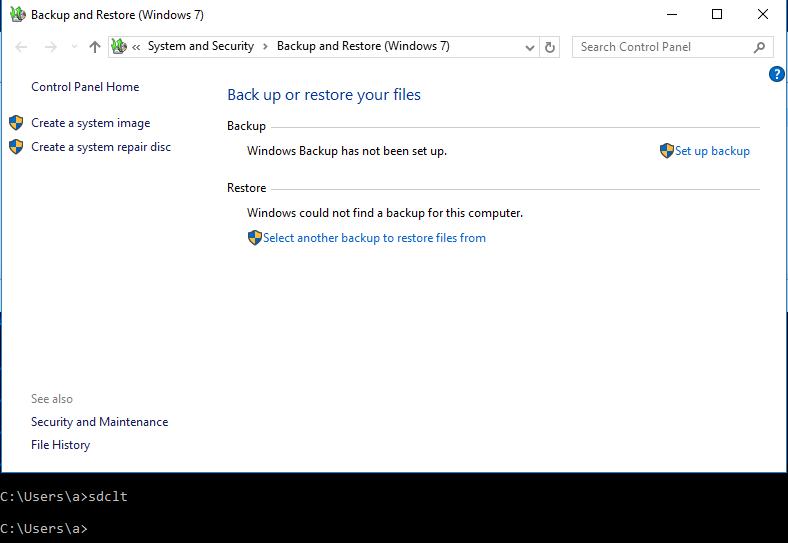 Backup and Restore (Windows 7)
« System and Security › Backup and Restore (Windows 7)
Search Control Panel
?
Control Panel Home
Create a system image
Create a system repair disc
Back up or restore your files
Backup
Windows Backup has not been set up.
Set up backup
Restore
Windows could not find a backup for this computer.
Select another backup to restore files from
See also
Security and Maintenance
File History
C:\Users\a>sdclt
C:\Users\a>